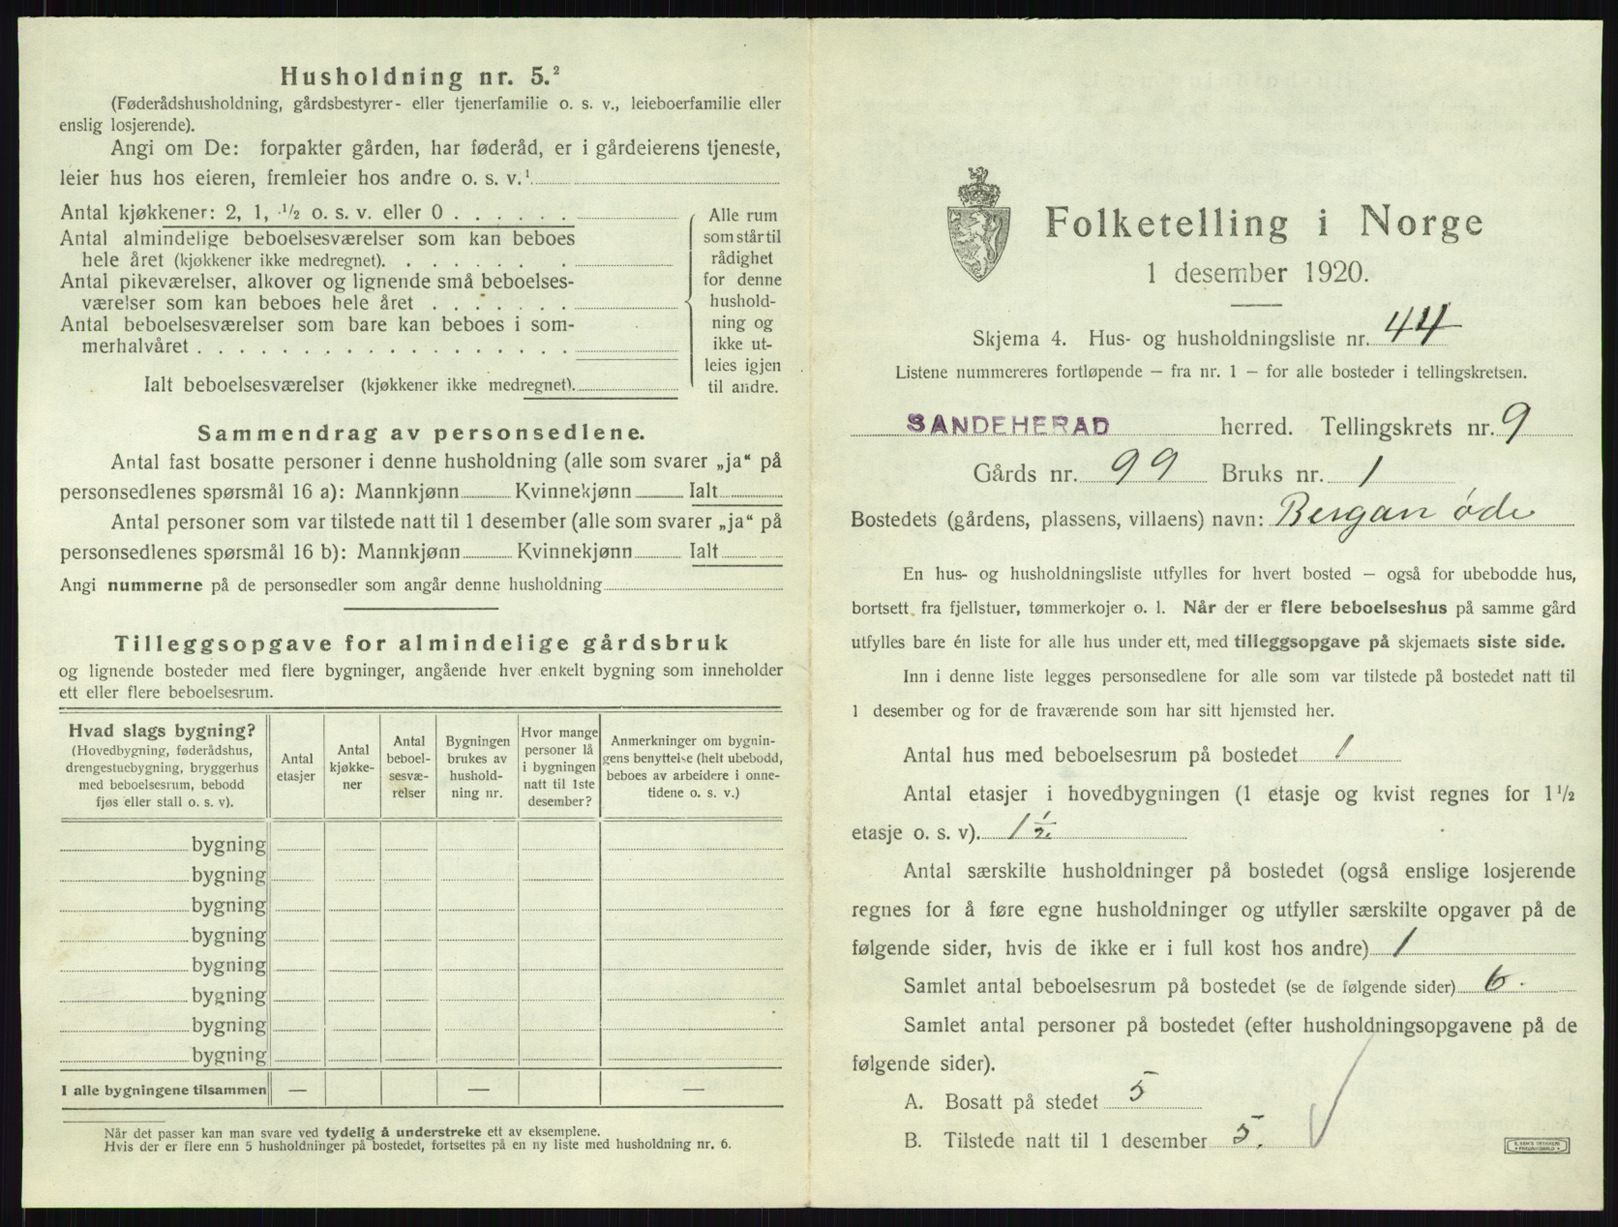 Husholdning nr. 5.²
(Føderådshusholdning, gårdsbestyrer- eller tjenerfamilie o. s. v., leieboerfamilie eller
enslig losjerende).
Angi om De: forpakter gården, har føderåd, er i gårdeierens tjeneste,
leier hus hos eieren, fremleier hos andre o. s. v.¹
Antal kjøkkener: 2, 1, ½ o. s. v. eller 0 . . . . . .
Antal almindelige beboelsesværelser som kan beboes
hele året (kjøkkener ikke medregnet). . . . . . . .
Antal pikeværelser, alkover og lignende små beboelses-
værelser som kan beboes hele året . . . . . . .
Antal beboelsesværelser som bare kan beboes i som-
merhalvåret . . . . . . . . . . . . . . . . . .
Ialt beboelsesværelser (kjøkkener ikke medregnet).
Alle rum
som står til
rådighet
for denne
hushold-
ning og
ikke ut-
leies igjen
til andre.
Sammendrag av personsedlene.
Antal fast bosatte personer i denne husholdning (alle som svarer „ja“ på
personsedlenes spørsmål 16 a): Mannkjønn Kvinnekjønn Ialt
Antal personer som var tilstede natt til 1 desember (alle som svarer „ja“ på
personsedlenes spørsmål 16 b): Mannkjønn Kvinnekjønn Ialt
Angi nummerne på de personsedler som angår denne husholdning
Tilleggsopgave for almindelige gårdsbruk
og lignende bosteder med flere bygninger, angående hver enkelt bygning som inneholder
ett eller flere beboelsesrum.
Hvad slags bygning?
(Hovedbygning, føderådshus,
drengestuebygning, bryggerhus
med beboelsesrum, bebodd
fjøs eller stall o. s. v).
Antal
etasjer
Antal
kjøkke-
ner
Antal
beboel-
sesvæ-
relser
Bygningen
brukes av
hushold-
ning nr.
Hvor mange
personer lå
i bygningen
natt til 1ste
desember?
Anmerkninger om bygnin-
gens benyttelse (helt ubebodd,
beboes av arbeidere i onne-
tidene o. s. v.)
bygning
bygning
bygning
bygning
bygning
bygning
bygning
bygning
I alle bygningene tilsammen — — —
Når det passer kan man svare ved tydelig å understreke ett av eksemplene.
Hvis der er flere enn 5 husholdninger på bostedet, fortsettes på en ny liste med husholdning nr. 6.
Folketelling i Norge
1 desember 1920.
Skjema 4. Hus- og husholdningsliste nr. 44
Listene nummereres fortløpende — fra nr. 1 — for alle bosteder i tellingskretsen.
SANDEHERAD herred. Tellingskrets nr. 9
Gårds nr. 99 Bruks nr. 1
Bostedets (gårdens, plassens, villaens) navn: Bergan øde
En hus- og husholdningsliste utfylles for hvert bosted — også for ubebodde hus,
bortsett fra fjellstuer, tømmerkojer o. l. Når der er flere beboelseshus på samme gård
utfylles bare én liste for alle hus under ett, med tilleggsopgave på skjemaets siste side.
Inn i denne liste legges personsedlene for alle som var tilstede på bostedet natt til
1 desember og for de fraværende som har sitt hjemsted her.
Antal hus med beboelsesrum på bostedet 1
Antal etasjer i hovedbygningen (1 etasje og kvist regnes for 1½
etasje o. s. v). 1 ½
Antal særskilte husholdninger på bostedet (også enslige losjerende
regnes for å føre egne husholdninger og utfyller særskilte opgaver på de
følgende sider, hvis de ikke er i full kost hos andre) 1
Samlet antal beboelsesrum på bostedet (se de følgende sider) 6.
Samlet antal personer på bostedet (efter husholdningsopgavene på de
følgende sider).
A. Bosatt på stedet 5
B. Tilstede natt til 1 desember 5.